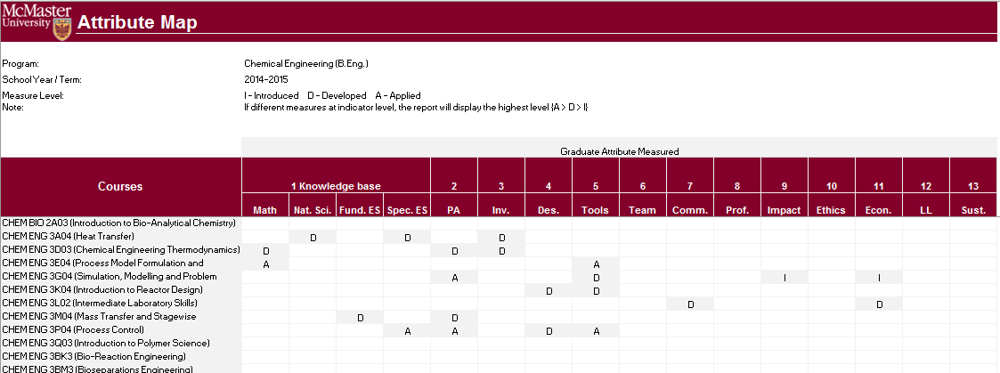 McMaster
University
Attribute Map
Program: Chemical Engineering (B.Eng.)
School Year / Term: 2014-2015
Measure Level: I - Introduced D - Developed A - Applied
Note: If different measures at indicator level, the report will display the highest level {A > D > I}
Graduate Attribute Measured
Courses 1 Knowledge base 2 3 4 5 6 7 8 9 10 11 12 13
Math Nat. Sci. Fund. ES Spec. ES PA Inv. Des. Tools Team Comm. Prof. Impact Ethics Econ. LL Sust.
CHEM BIO 2A03 (Introduction to Bio-Analytical Chemistry)
CHEM ENG 3A04 (Heat Transfer) D D D
CHEM ENG 3D03 (Chemical Engineering Thermodynamics) D D D
CHEM ENG 3E04 (Process Model Formulation and A A
CHEM ENG 3G04 (Simulation, Modelling and Problem A D I I
CHEM ENG 3K04 (Introduction to Reactor Design) D D
CHEM ENG 3L02 (Intermediate Laboratory Skills) D D
CHEM ENG 3M04 (Mass Transfer and Stagewise D D
CHEM ENG 3P04 (Process Control) A A D A
CHEM ENG 3Q03 (Introduction to Polymer Science)
CHEM ENG 3BK3 (Bio-Reaction Engineering)
CHEM ENG 3BM3 (Bioseparations Engineering)